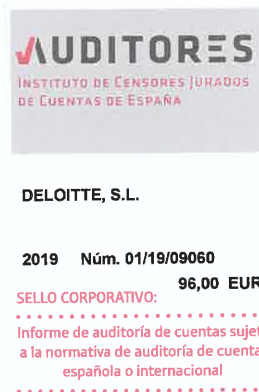 AUDITORES
INSTITUTO DE CENSORES JURADOS
DE CUENTAS DE ESPAÑA
DELOITTE, S.L.
2019 Núm. 01/19/09060
96,00 EUR
SELLO CORPORATIVO:
Informe de auditoría de cuentas sujet
a la normativa de auditoría de cuenta
española o internacional